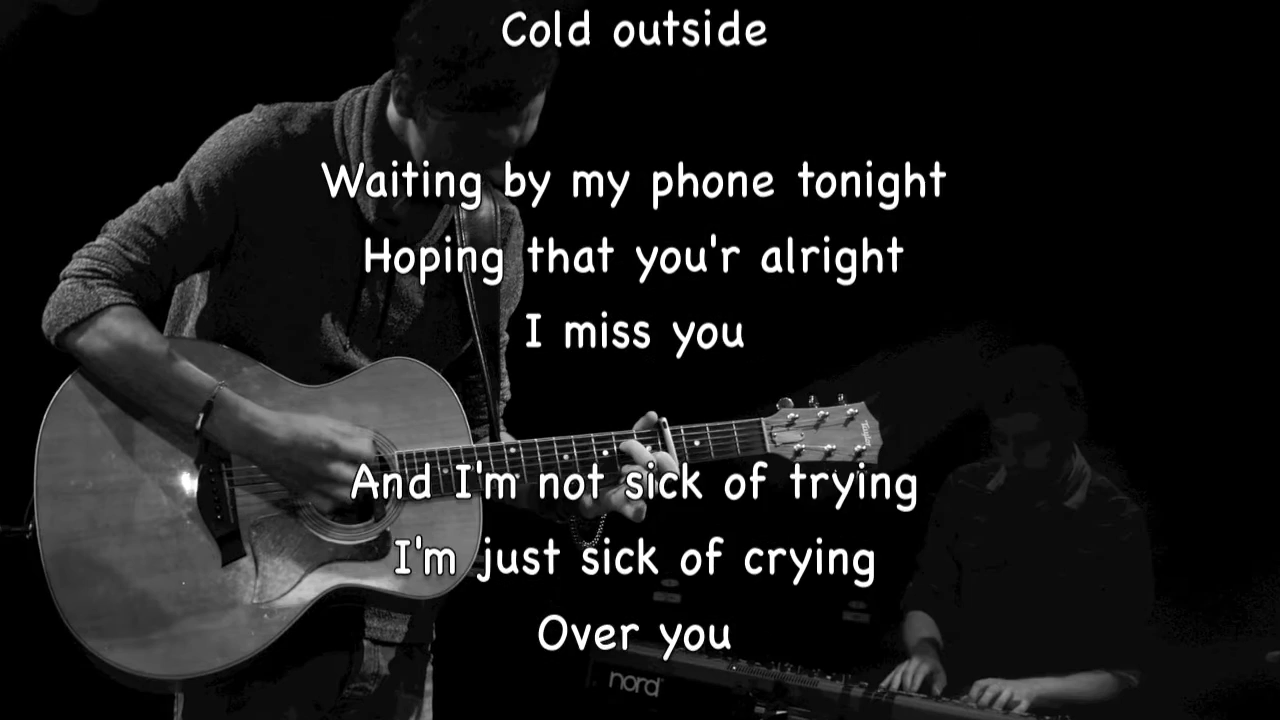 Cold outside
Waiting by my phone tonight
Hoping that you'r alright
I miss you
Taylor
And I'm not sick of trying
I'm just sick of crying
Over you
nord